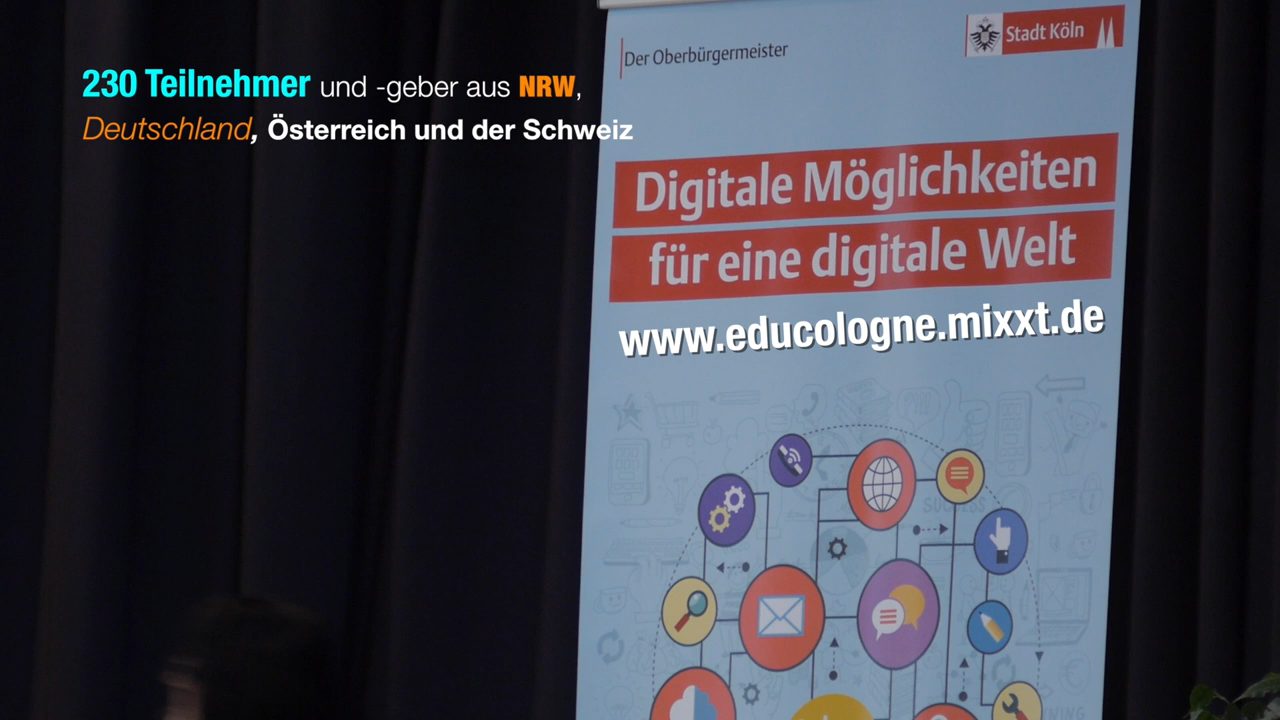 230 Teilnehmer und -geber aus NRW,
Deutschland, Österreich und der Schweiz
Der Oberbürgermeister
Stadt Köln
Digitale Möglichkeiten
für eine digitale Welt
www.educologne.mixxt.de
SUCCESS